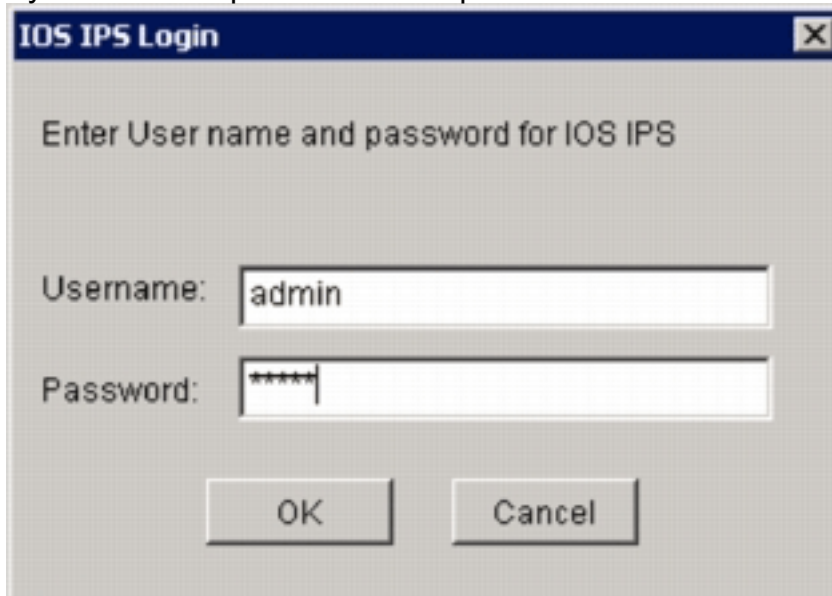 IOS IPS Login
Enter User name and password for IOS IPS
Username: admin
Password: *****
OK Cancel